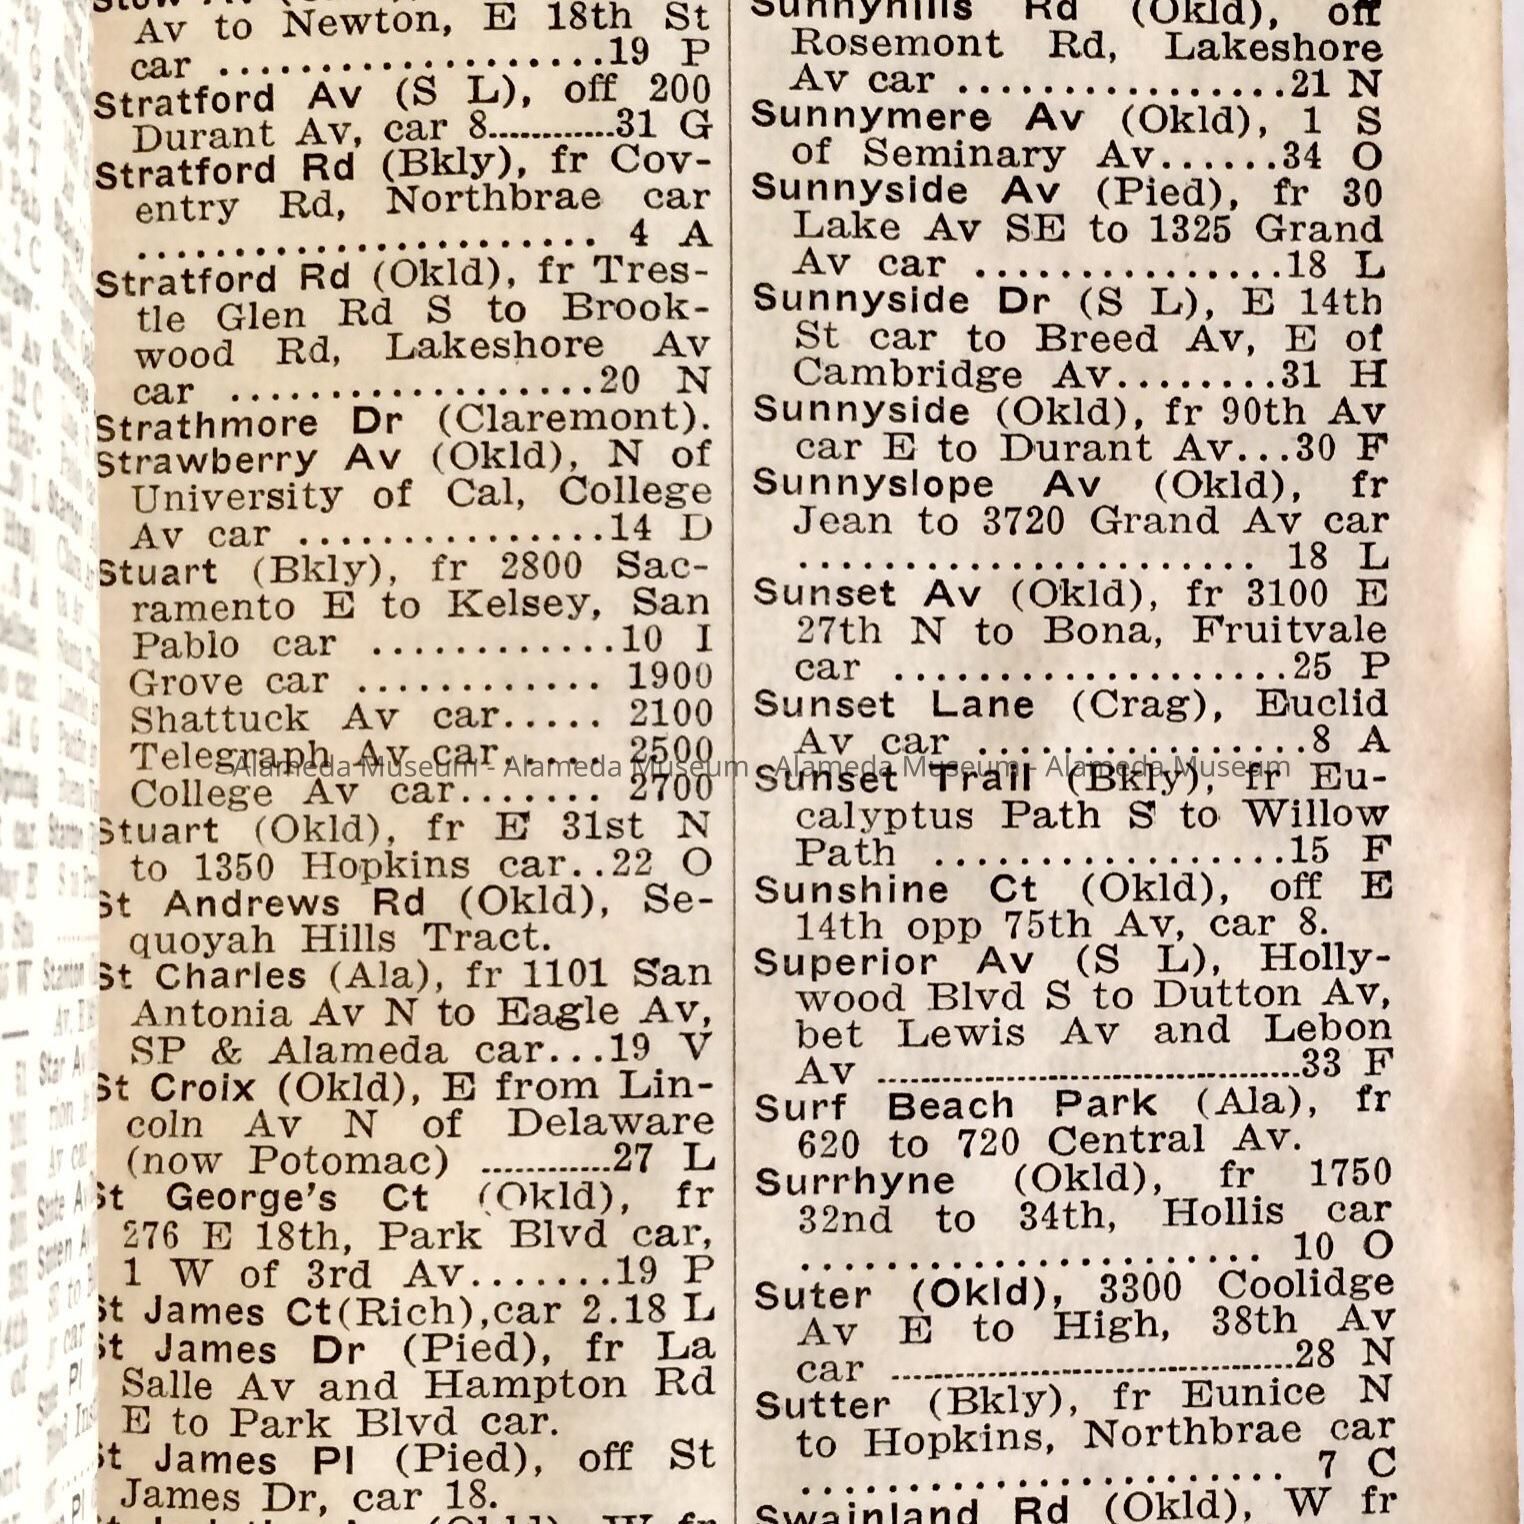 Av to Newton, E 18th St
car ...................19 P
Stratford Av (S L), off 200
Durant Av, car 8............31 G
Stratford Rd (Bkly), fr Cov-
entry Rd, Northbrae car
....................... 4 A
Stratford Rd (Okld), fr Tres-
tle Glen Rd S to Brook-
wood Rd, Lakeshore Av
car ..................20 N
Strathmore Dr (Claremont).
Strawberry Av (Okld), N of
University of Cal, College
Av car ................14 D
Stuart (Bkly), fr 2800 Sac-
ramento E to Kelsey, San
Pablo car .............10 I
Grove car ............. 1900
Shattuck Av car..... 2100
Telegraph Av car..... 2500
College Av car....... 2700
Stuart (Okld), fr E 31st N
to 1350 Hopkins car..22 O
St Andrews Rd (Okld), Se-
quoyah Hills Tract.
St Charles (Ala), fr 1101 San
Antonia Av N to Eagle Av,
SP & Alameda car...19 V
St Croix (Okld), E from Lin-
coln Av N of Delaware
(now Potomac) ............27 L
St George's Ct (Okld), fr
276 E 18th, Park Blvd car,
1 W of 3rd Av.......19 P
St James Ct(Rich),car 2.18 L
St James Dr (Pied), fr La
Salle Av and Hampton Rd
E to Park Blvd car.
St James Pl (Pied), off St
James Dr, car 18.
Sunnyhills Rd (Okld), off
Rosemont Rd, Lakeshore
Av car ................21 N
Sunnymere Av (Okld), 1 S
of Seminary Av......34 O
Sunnyside Av (Pied), fr 30
Lake Av SE to 1325 Grand
Av car ...............18 L
Sunnyside Dr (S L), E 14th
St car to Breed Av, E of
Cambridge Av........31 H
Sunnyside (Okld), fr 90th Av
car E to Durant Av...30 F
Sunnyslope Av (Okld), fr
Jean to 3720 Grand Av car
....................... 18 L
Sunset Av (Okld), fr 3100 E
27th N to Bona, Fruitvale
car ....................25 P
Sunset Lane (Crag), Euclid
Av car ................8 A
Alameda Museum - Alameda Museum - Alameda Museum - Alameda Museum
Sunset Trail (Bkly), fr Eu-
calyptus Path S to Willow
Path ..................15 F
Sunshine Ct (Okld), off E
14th opp 75th Av, car 8.
Superior Av (S L), Holly-
wood Blvd S to Dutton Av,
bet Lewis Av and Lebon
Av ........................................33 F
Surf Beach Park (Ala), fr
620 to 720 Central Av.
Surrhyne (Okld), fr 1750
32nd to 34th, Hollis car
....................... 10 O
Suter (Okld), 3300 Coolidge
Av E to High, 38th Av
car ......................................28 N
Sutter (Bkly), fr Eunice N
to Hopkins, Northbrae car
........................ 7 C
Swainland Rd (Okld), W fr